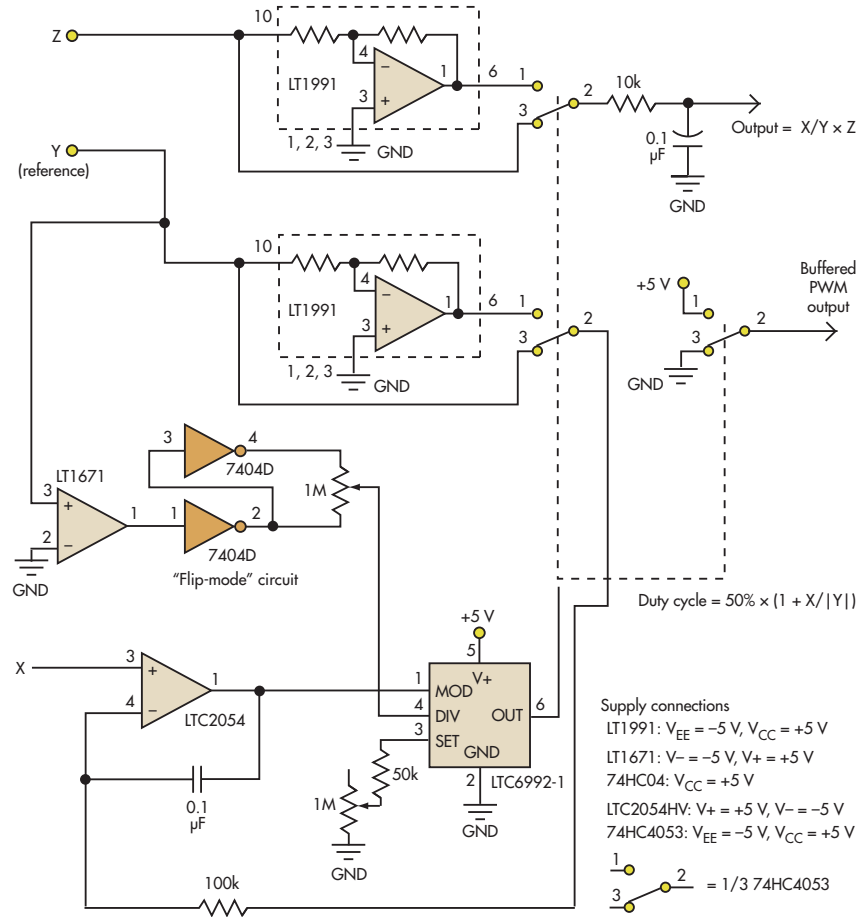 Z
10
4
−
LT1991
3
+
1
6
1
3
2
10k
1, 2, 3
GND
0.1
µF
GND
Output = X/Y × Z
Y
(reference)
10
4
−
LT1991
3
+
1
6
1
3
2
1, 2, 3
GND
+5 V
1
3
2
GND
Buffered
PWM
output
LT1671
3
+
2
−
1
GND
3
4
7404D
1
2
7404D
1M
“Flip-mode” circuit
Duty cycle = 50% × (1 + X/|Y|)
X
3
+
4
−
1
LTC2054
0.1
µF
100k
+5 V
5
V+
1
MOD
4
DIV
3
SET
OUT
6
GND
2
LTC6992-1
GND
50k
1M
GND
Supply connections
LT1991: VEE = –5 V, VCC = +5 V
LT1671: V– = –5 V, V+ = +5 V
74HC04: VCC = +5 V
LTC2054HV: V+ = +5 V, V– = –5 V
74HC4053: VEE = –5 V, VCC = +5 V
1
3
2
= 1/3 74HC4053